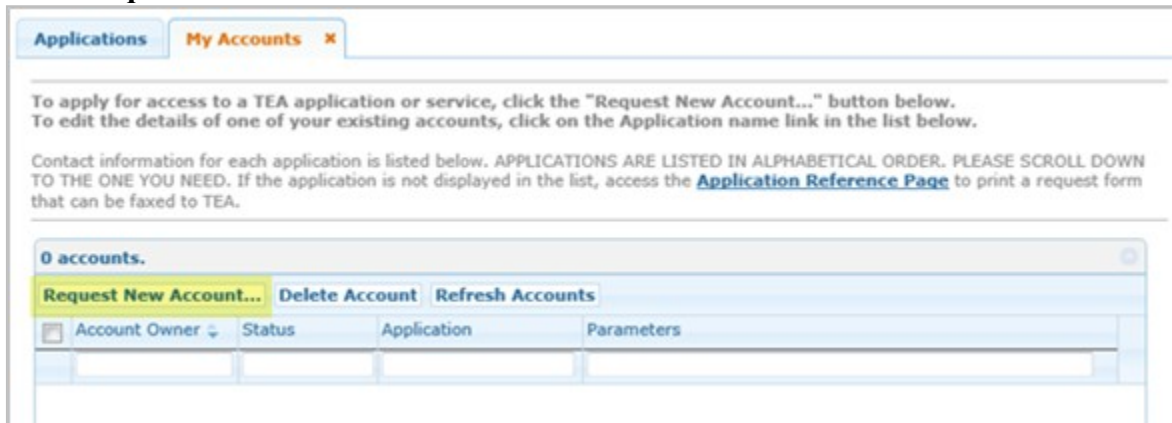 Applications My Accounts ×
To apply for access to a TEA application or service, click the "Request New Account..." button below.
To edit the details of one of your existing accounts, click on the Application name link in the list below.
Contact information for each application is listed below. APPLICATIONS ARE LISTED IN ALPHABETICAL ORDER. PLEASE SCROLL DOWN
TO THE ONE YOU NEED. If the application is not displayed in the list, access the Application Reference Page to print a request form
that can be faxed to TEA.
0 accounts.
Request New Account... Delete Account Refresh Accounts
Account Owner Status Application Parameters